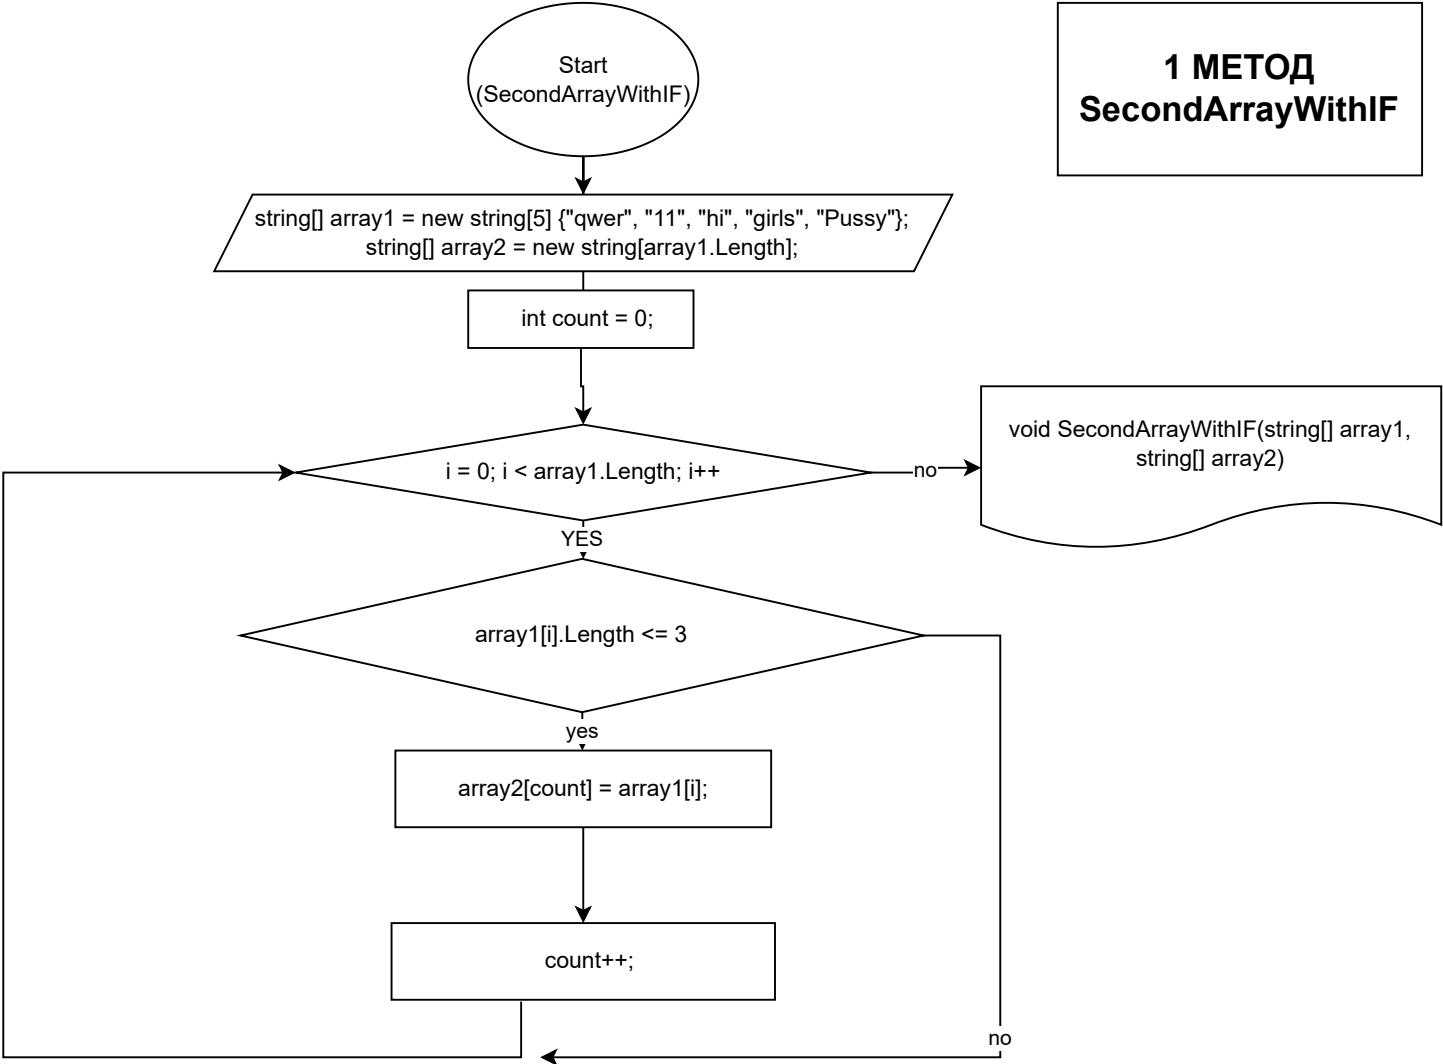 Start
(SecondArrayWithIF)
1 МЕТОД
SecondArrayWithIF
string[] array1 = new string[5] {"qwer", "11", "hi", "girls", "Pussy"};
string[] array2 = new string[array1.Length];
int count = 0;
i = 0; i < array1.Length; i++
no
void SecondArrayWithIF(string[] array1,
string[] array2)
YES
array1[i].Length <= 3
yes
array2[count] = array1[i];
count++;
no